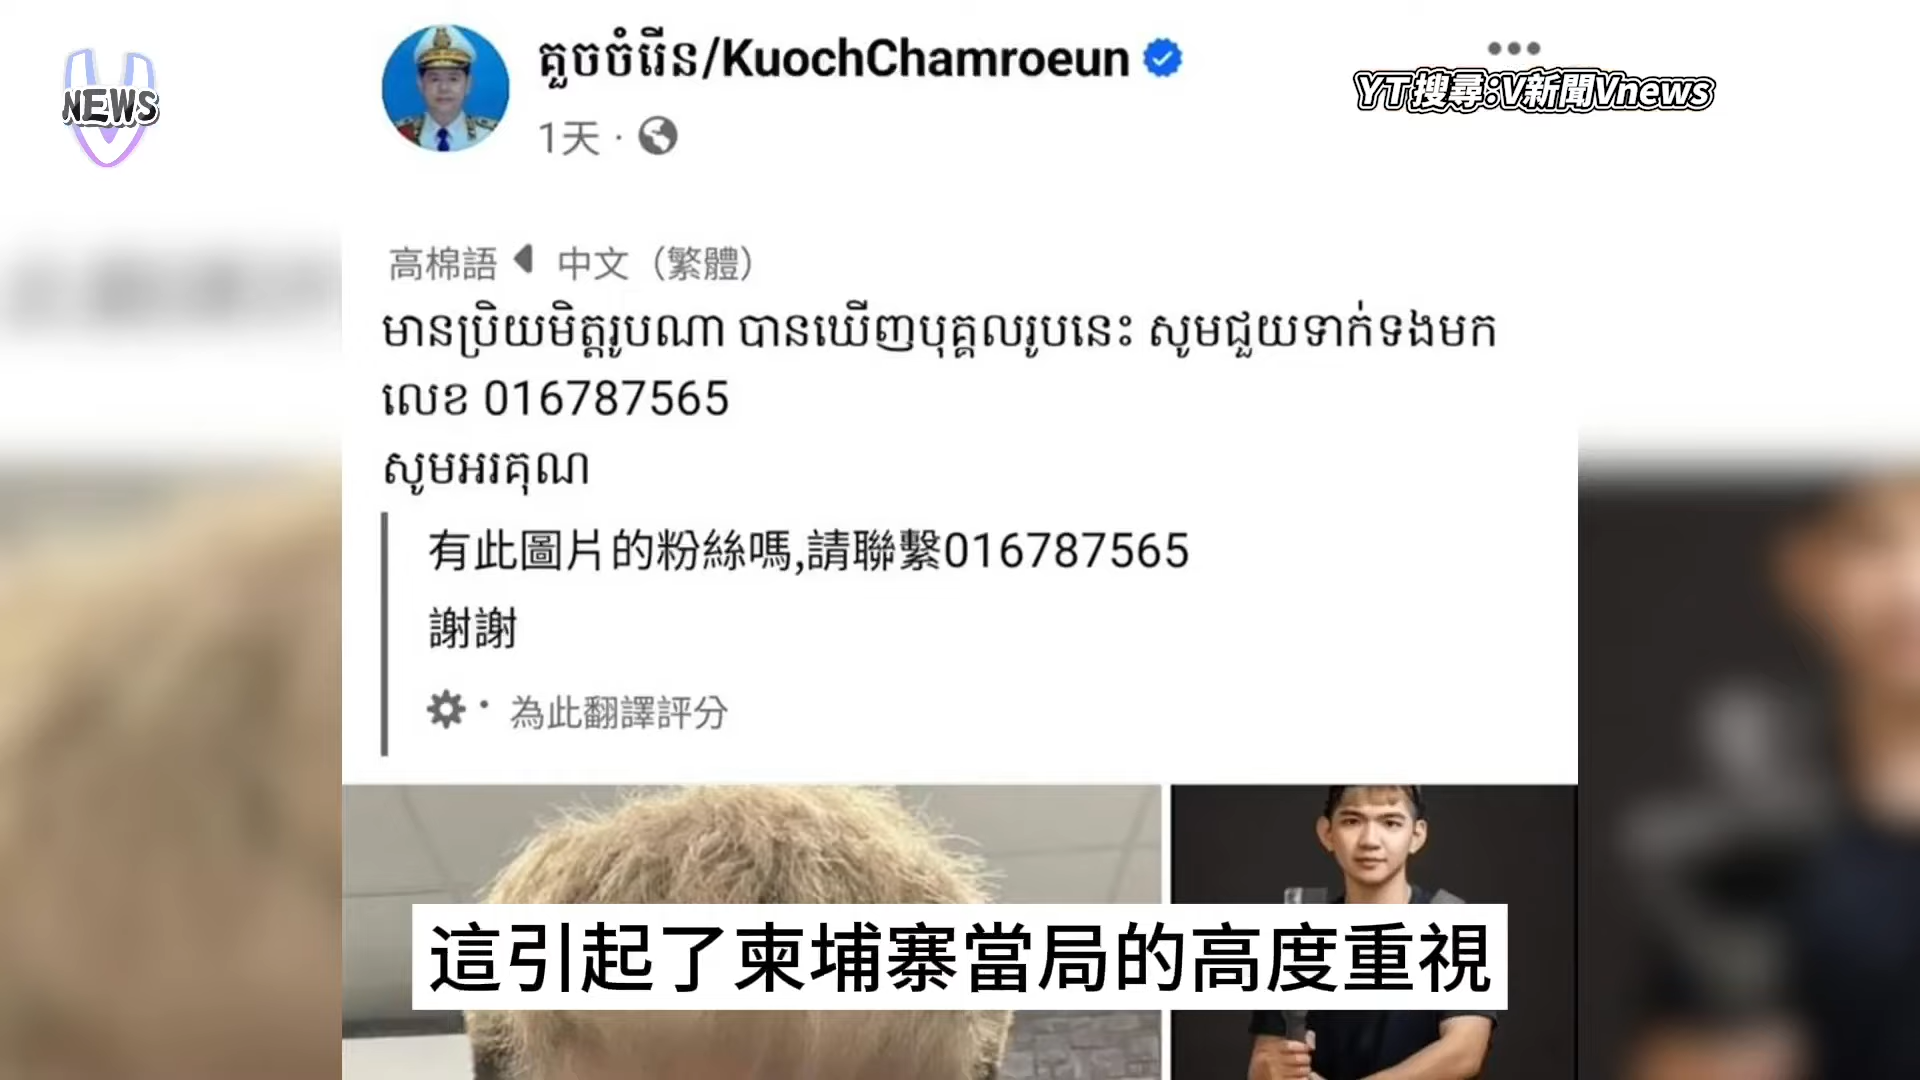 NEWS
YT搜尋:V新聞Vnews
គួចចំរើន/KuochChamroeun
1天 ·
高棉語 中文（繁體）
មានប្រិយមិត្តរូបណា បានឃើញបុគ្គលរូបនេះ សូមជួយទាក់ទងមក
លេខ 016787565
សូមអរគុណ
有此圖片的粉絲嗎,請聯繫016787565
謝謝
· 為此翻譯評分
這引起了柬埔寨當局的高度重視